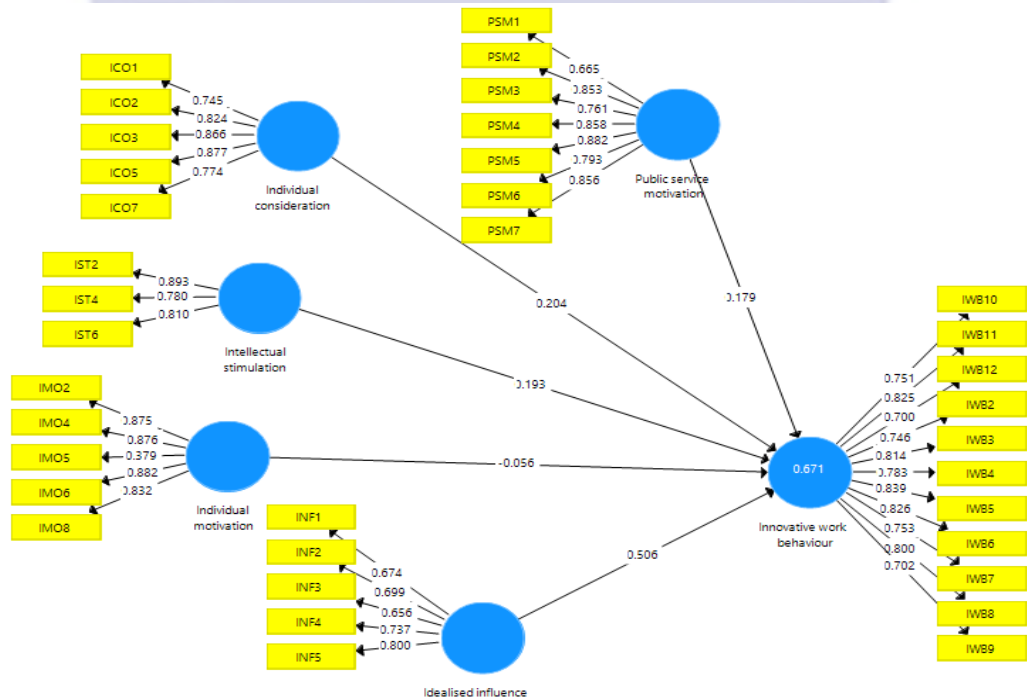 PSM1
PSM2
PSM3
PSM4
PSM5
PSM6
PSM7
0.665
0.853
0.761
0.858
0.882
0.793
0.856
Public service
motivation
ICO1
ICO2
ICO3
ICO5
ICO7
0.745
0.824
0.866
0.877
0.774
Individual
consideration
IST2
IST4
IST6
0.893
0.780
0.810
Intellectual
stimulation
IMO2
IMO4
IMO5
IMO6
IMO8
0.875
0.876
0.379
0.882
0.832
Individual
motivation
INF1
INF2
INF3
INF4
INF5
0.674
0.699
0.656
0.737
0.800
Idealised influence
0.204
0.179
0.193
-0.056
0.506
0.671
Innovative work
behaviour
0.751
0.825
0.700
0.746
0.814
0.783
0.839
0.826
0.753
0.800
0.702
IWB10
IWB11
IWB12
IWB2
IWB3
IWB4
IWB5
IWB6
IWB7
IWB8
IWB9